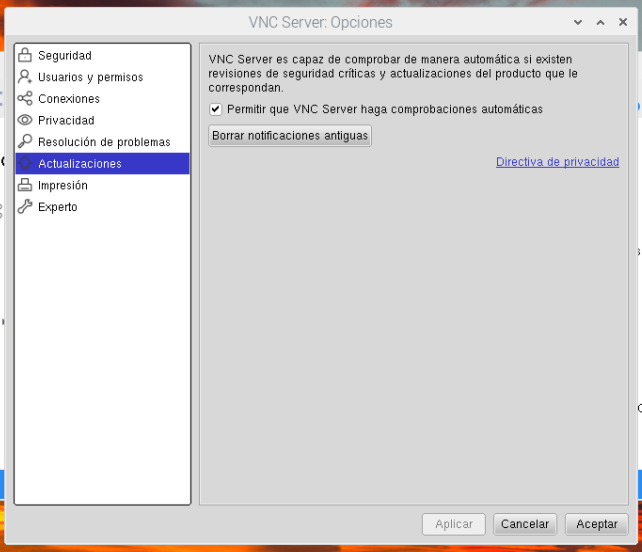 VNC Server: Opciones
Seguridad
Usuarios y permisos
Conexiones
Privacidad
Resolución de problemas
Actualizaciones
Impresión
Experto
VNC Server es capaz de comprobar de manera automática si existen
revisiones de seguridad críticas y actualizaciones del producto que le
correspondan.
Permitir que VNC Server haga comprobaciones automáticas
Borrar notificaciones antiguas
Directiva de privacidad
Aplicar
Cancelar
Aceptar